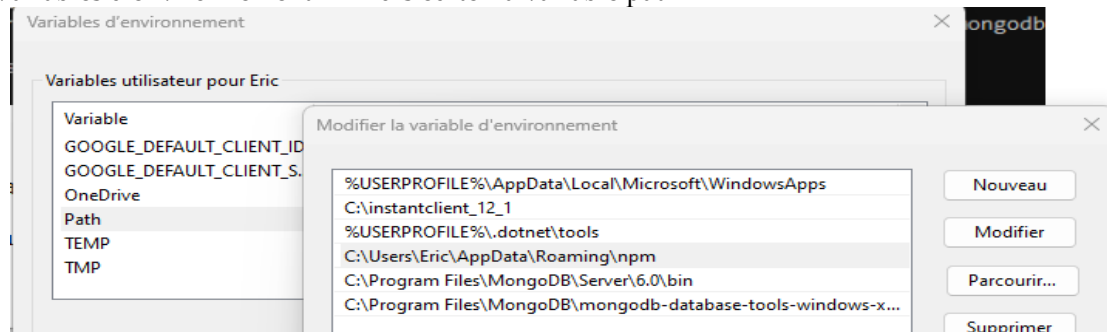 Variables d'environnement
ongodb
Variables utilisateur pour Eric
Variable
GOOGLE_DEFAULT_CLIENT_ID
GOOGLE_DEFAULT_CLIENT_S...
OneDrive
Path
TEMP
TMP
Modifier la variable d'environnement
%USERPROFILE%\AppData\Local\Microsoft\WindowsApps
C:\instantclient_12_1
%USERPROFILE%\.dotnet\tools
C:\Users\Eric\AppData\Roaming\npm
C:\Program Files\MongoDB\Server\6.0\bin
C:\Program Files\MongoDB\mongodb-database-tools-windows-x...
Nouveau
Modifier
Parcourir...
Supprimer